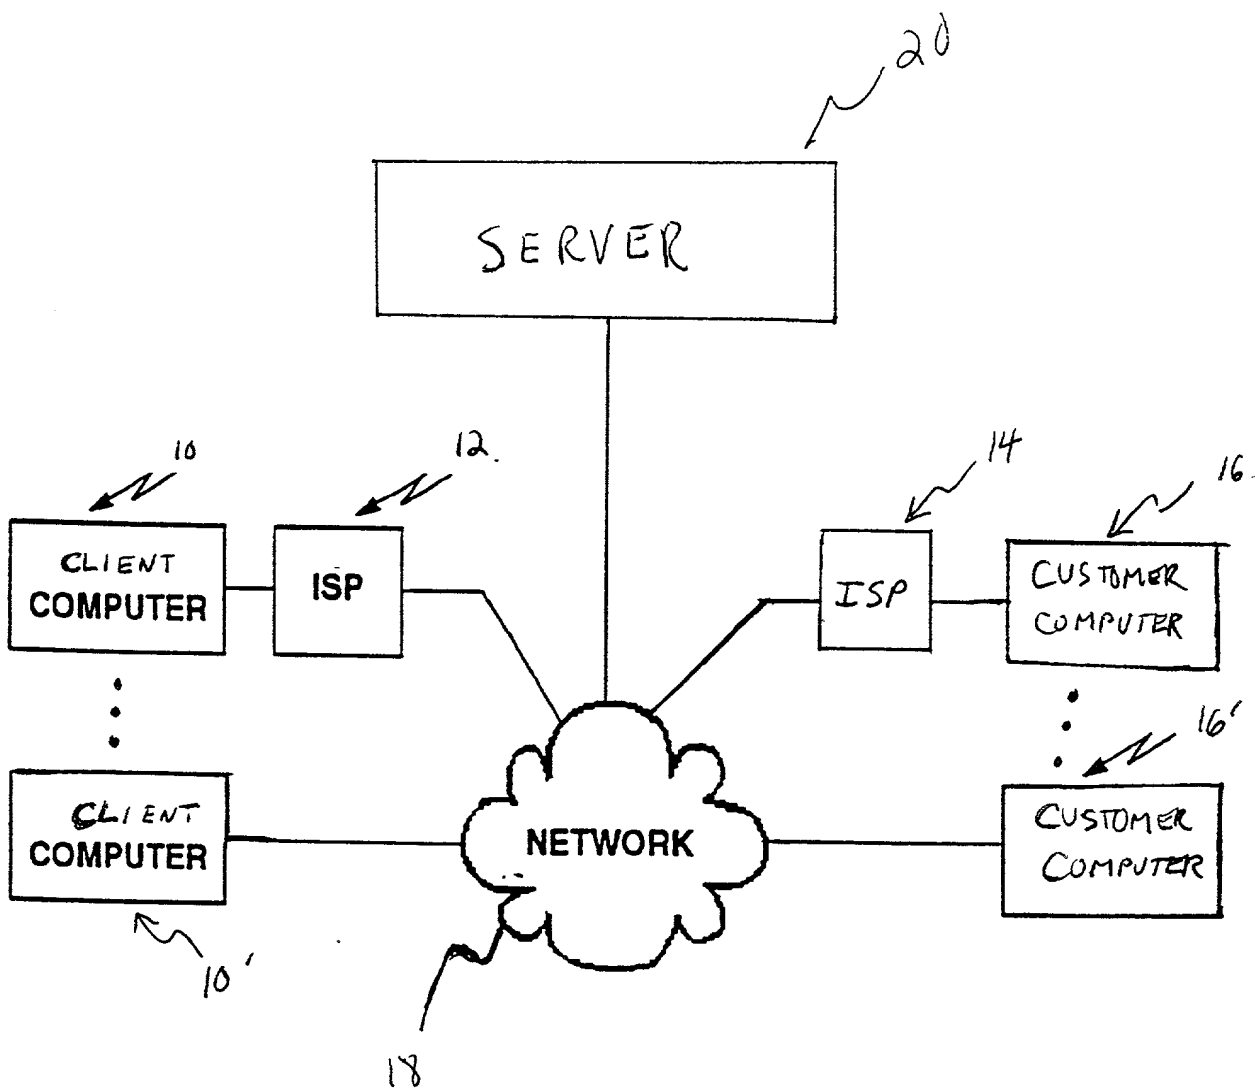 20
SERVER
10
12.
14
16.
CLIENT
COMPUTER
ISP
ISP
CUSTOMER
COMPUTER
16'
CLIENT
COMPUTER
NETWORK
CUSTOMER
COMPUTER
10'
18